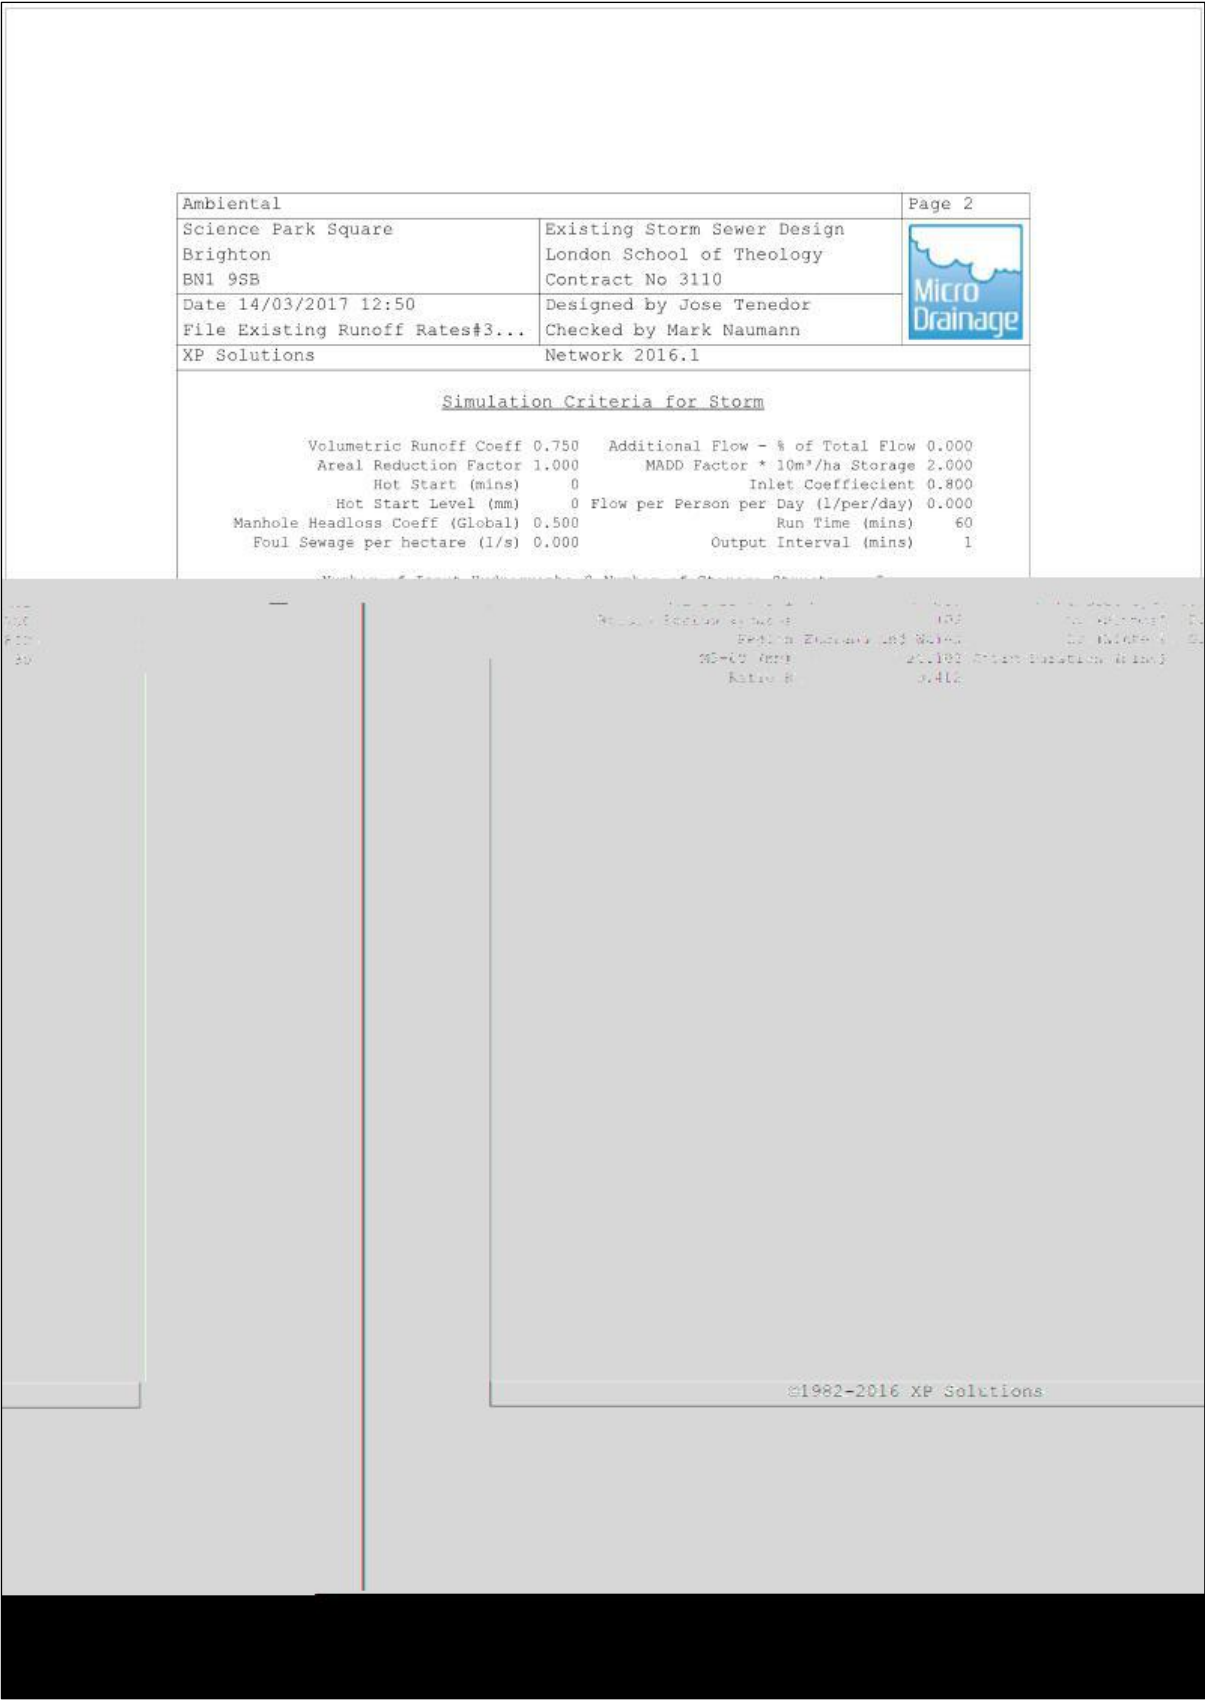 Ambiental Page 2
Science Park Square Existing Storm Sewer Design
Brighton London School of Theology
BN1 9SB Contract No 3110
Date 14/03/2017 12:50 Designed by Jose Tenedor
File Existing Runoff Rates#3... Checked by Mark Naumann
Micro
Drainage
XP Solutions Network 2016.1
Simulation Criteria for Storm
Volumetric Runoff Coeff 0.750 Additional Flow - % of Total Flow 0.000
Areal Reduction Factor 1.000 MADD Factor * 10m³/ha Storage 2.000
Hot Start (mins) 0 Inlet Coeffiecient 0.800
Hot Start Level (mm) 0 Flow per Person per Day (l/per/day) 0.000
Manhole Headloss Coeff (Global) 0.500 Run Time (mins) 60
Foul Sewage per hectare (l/s) 0.000 Output Interval (mins) 1
Ratio R
©1982-2016 XP Solutions